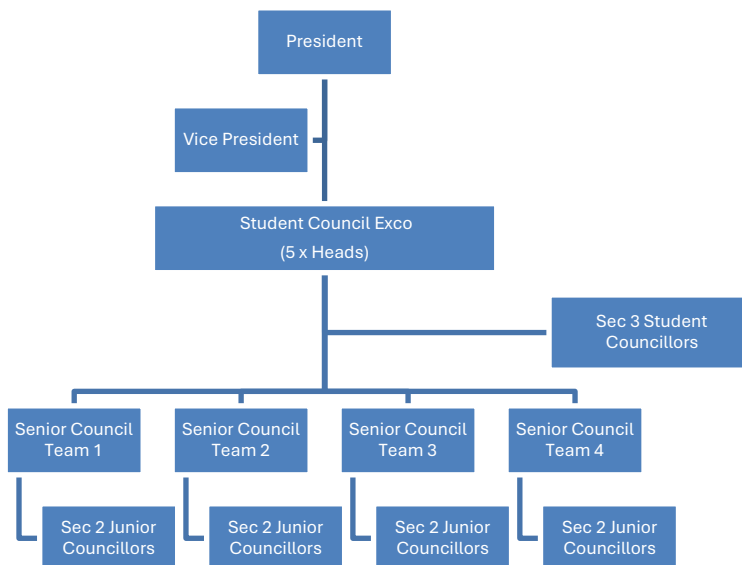 President
Vice President
Student Council Exco
(5 x Heads)
Sec 3 Student
Councillors
Senior Council
Team 1
Senior Council
Team 2
Senior Council
Team 3
Senior Council
Team 4
Sec 2 Junior
Councillors
Sec 2 Junior
Councillors
Sec 2 Junior
Councillors
Sec 2 Junior
Councillors